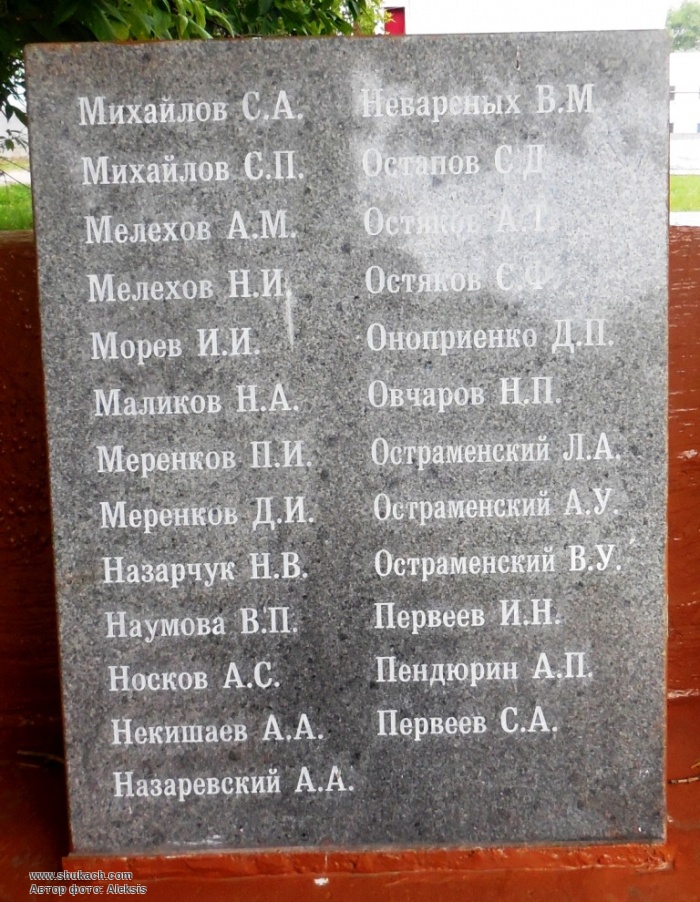 Михайлов С.А.
Михайлов С.П.
Мелехов А.М.
Мелехов Н.И.
Морев И.И.
Маликов Н.А.
Меренков П.И.
Меренков Д.И.
Назарчук Н.В.
Наумова В.П.
Носков А.С.
Некишаев А.А.
Назаревский А.А.
Невареных В.М
Остапов С.Д
Остяков А.Т.
Остяков С.Ф.
Оноприенко Д.П.
Овчаров Н.П.
Остраменский Л.А.
Остраменский А.У.
Остраменский В.У.
Первеев И.Н.
Пендюрин А.П.
Первеев С.А.
www.shukach.com
Автор фото: Aleksis